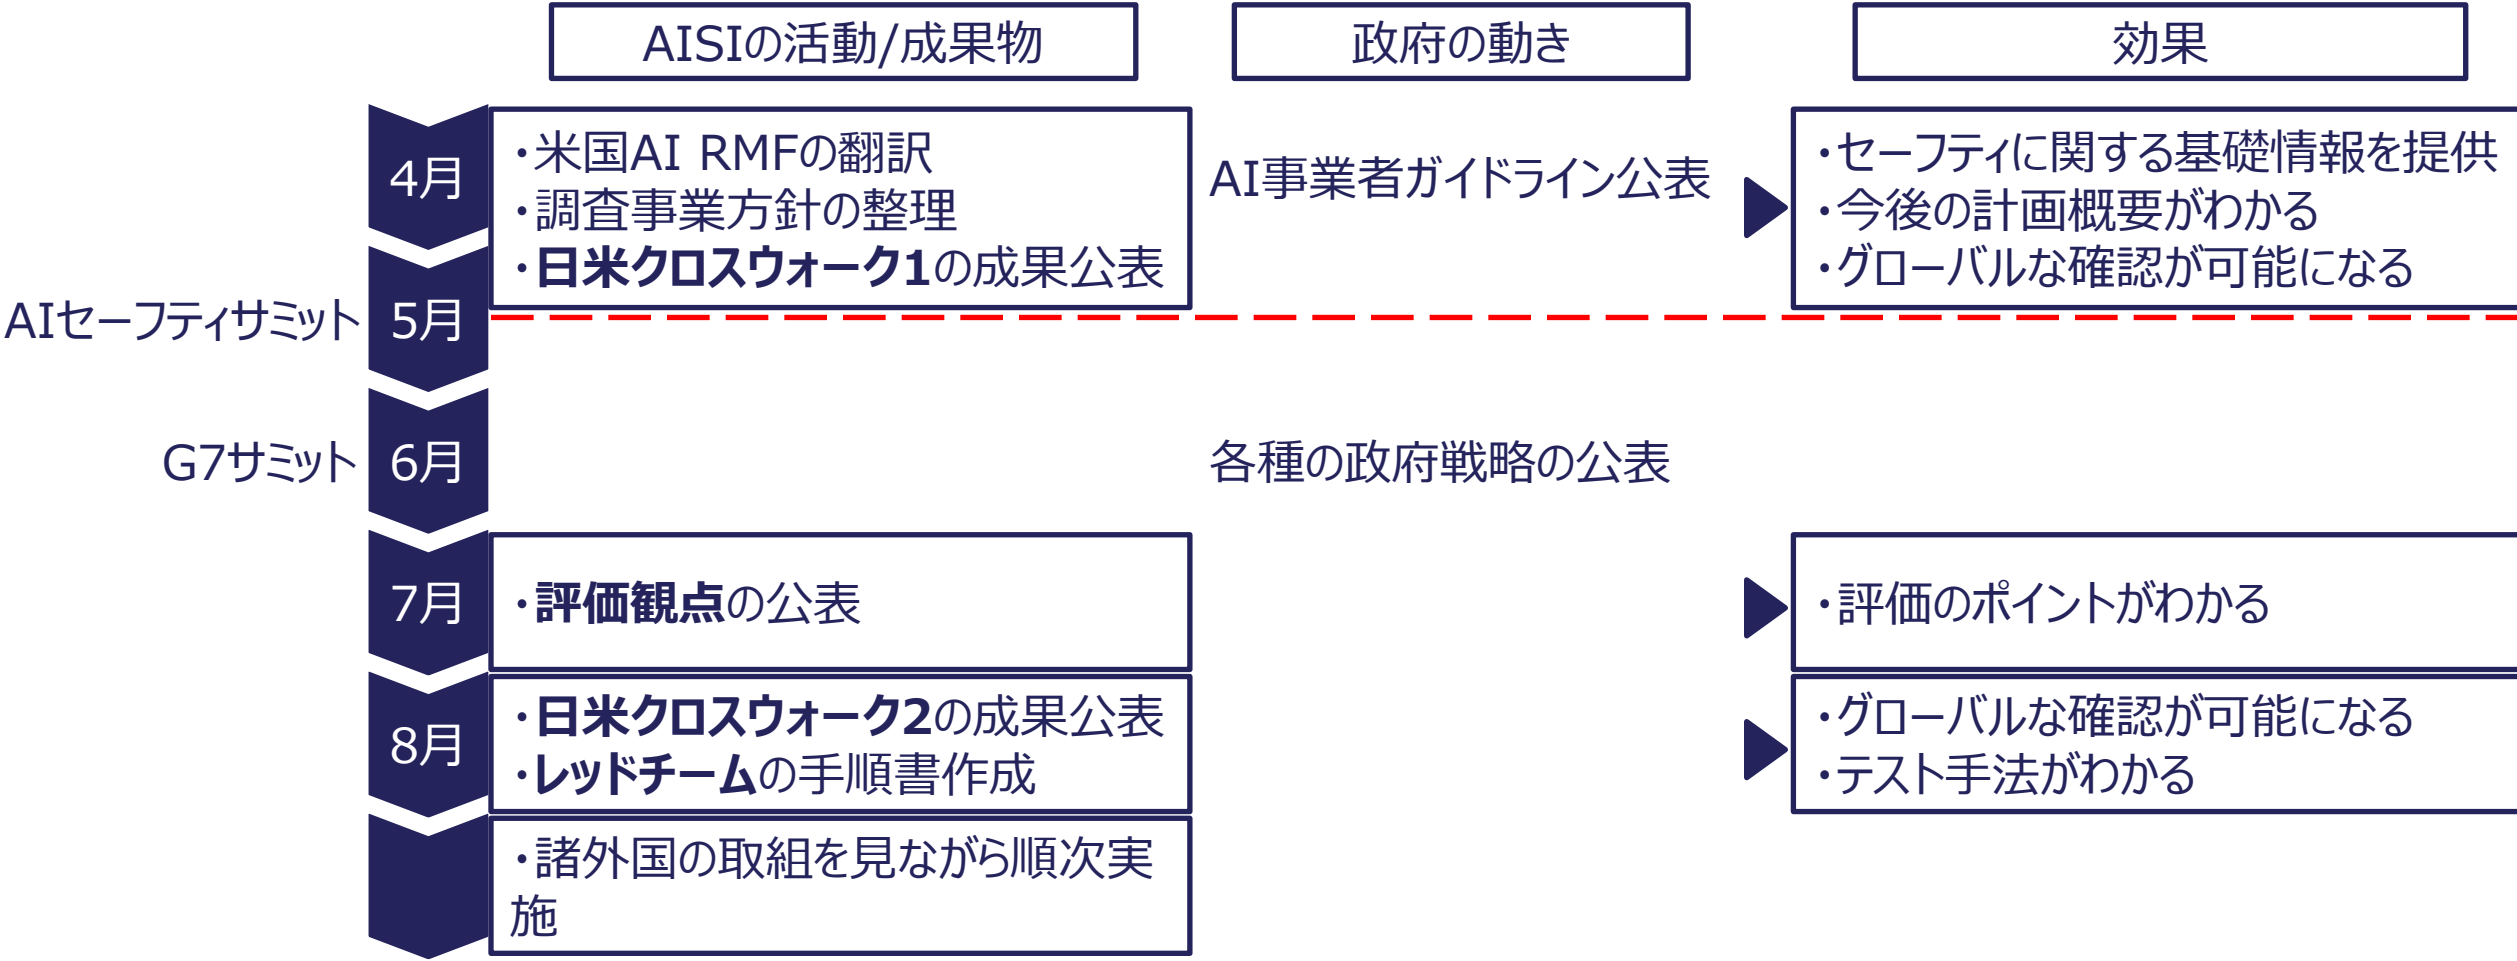 AISIの活動/成果物
政府の動き
効果
4月
・米国AI RMFの翻訳
・調査事業方針の整理
・日米クロスウォーク1の成果公表
AI事業者ガイドライン公表
・セーフティに関する基礎情報を提供
・今後の計画概要がわかる
・グローバルな確認が可能になる
AIセーフティサミット
5月
G7サミット
6月
各種の政府戦略の公表
7月
・評価観点の公表
・評価のポイントがわかる
8月
・日米クロスウォーク2の成果公表
・レッドチームの手順書作成
・グローバルな確認が可能になる
・テスト手法がわかる
・諸外国の取組を見ながら順次実
施